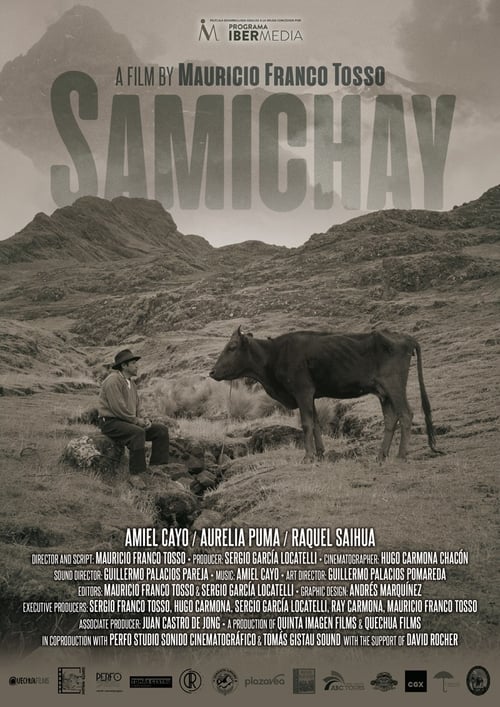 PROGRAMA
IBERMEDIA
A FILM BY MAURICIO FRANCO TOSSO
SAMICHAY
AMIEL CAYO / AURELIA PUMA / RAQUEL SAIHUA
DIRECTOR AND SCRIPT: MAURICIO FRANCO TOSSO • PRODUCER: SERGIO GARCÍA LOCATELLI • CINEMATOGRAPHER: HUGO CARMONA CHACÓN
SOUND DIRECTOR: GUILLERMO PALACIOS PAREJA • MUSIC: AMIEL CAYO • ART DIRECTOR: GUILLERMO PALACIOS POMAREDA
EDITORS: MAURICIO FRANCO TOSSO & SERGIO GARCÍA LOCATELLI • GRAPHIC DESIGN: ANDRÉS MARQUÍNEZ
EXECUTIVE PRODUCERS: SERGIO FRANCO TOSSO, HUGO CARMONA, SERGIO GARCÍA LOCATELLI, RAY CARMONA, MAURICIO FRANCO TOSSO
ASSOCIATE PRODUCER: JUAN CASTRO DE JONG • A PRODUCTION OF QUINTA IMAGEN FILMS & QUECHUA FILMS
IN COPRODUCTION WITH PERFO STUDIO SONIDO CINEMATOGRÁFICO & TOMÁS GISTAU SOUND WITH THE SUPPORT OF DAVID ROCHER
QUECHUA FILMS PERFO plazavea ABC TOURS CGX